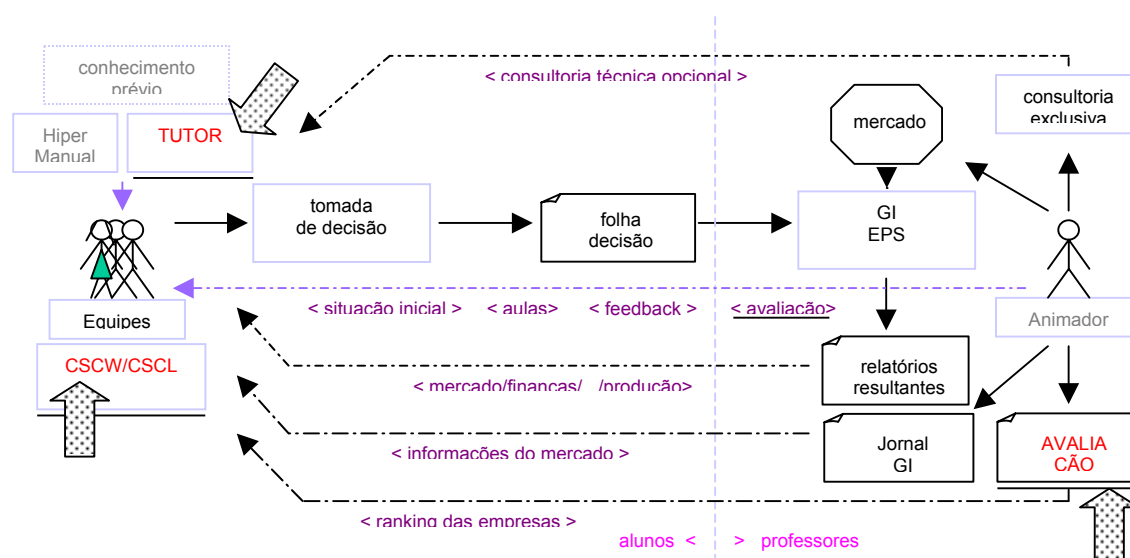 conhecimento
prévio
< consultoria técnica opcional >
consultoria
exclusiva
Hiper
Manual
TUTOR
mercado
tomada
de decisão
folha
decisão
GI
EPS
< situação inicial > < aulas> < feedback > < avaliação>
Equipes
Animador
CSCW/CSCL
< mercado/finanças/ /produção>
relatórios
resultantes
Jornal
GI
AVALIA
CÃO
< informações do mercado >
< ranking das empresas >
alunos < > professores